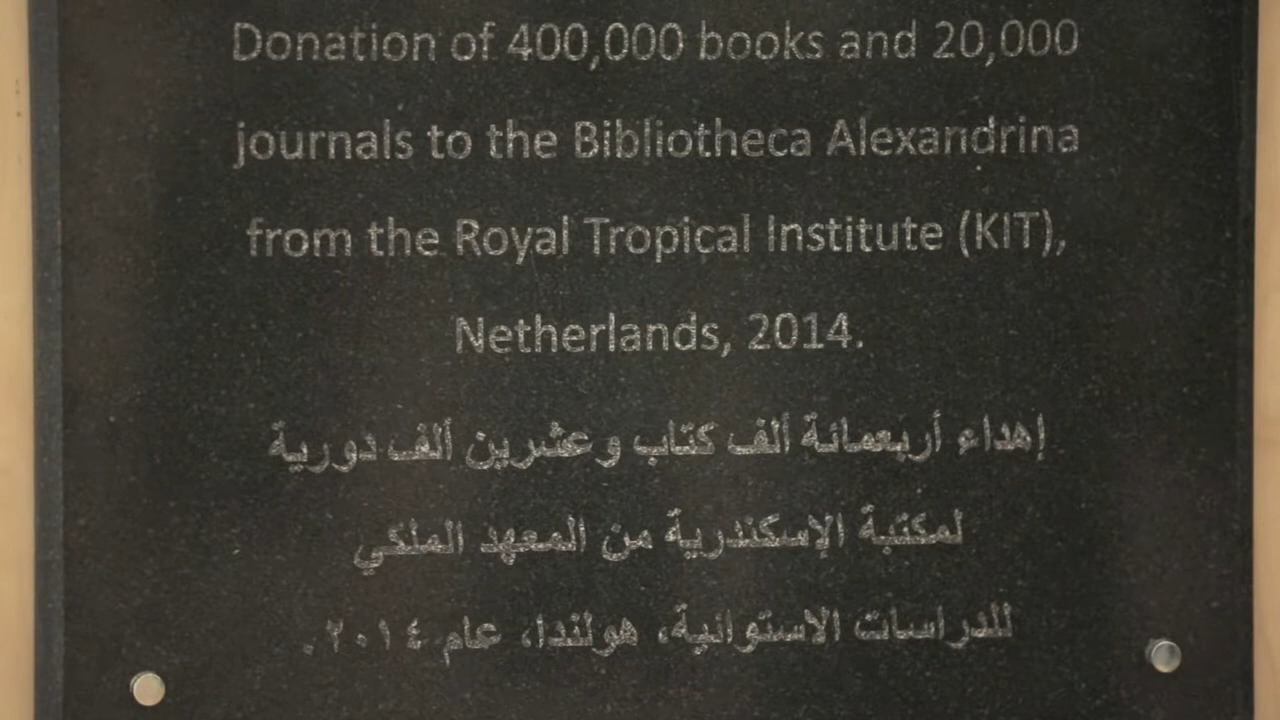 Donation of 400,000 books and 20,000
journals to the Bibliotheca Alexandrina
from the Royal Tropical Institute (KIT),
Netherlands, 2014.
إهداء أربعمائة ألف كتاب وعشرين ألف دورية
لمكتبة الإسكندرية من المعهد الملكي
للدراسات الاستوائية، هولندا، عام ٢٠١٤.